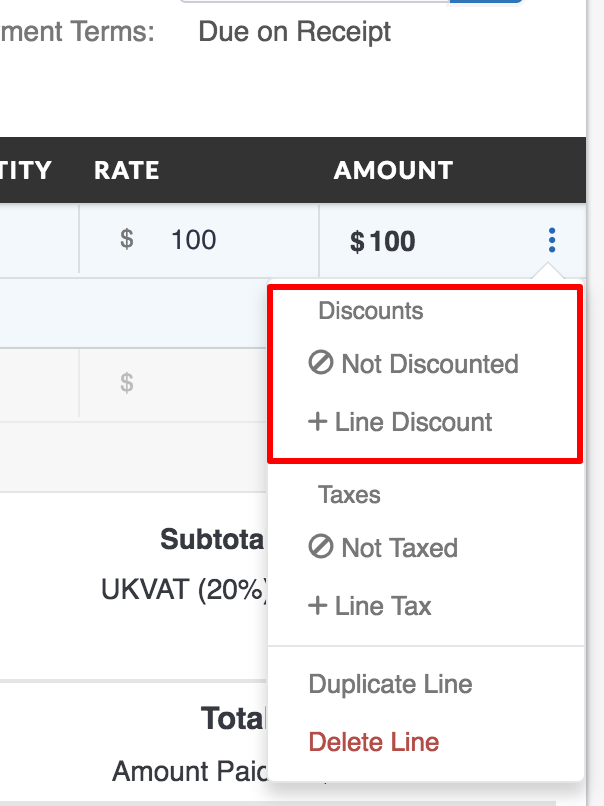 ment Terms: Due on Receipt
TITY RATE AMOUNT
$ 100 $100
Discounts
Not Discounted
$
+ Line Discount
Taxes
Subtota
Not Taxed
UKVAT (20%)
+ Line Tax
Duplicate Line
Total
Delete Line
Amount Paid